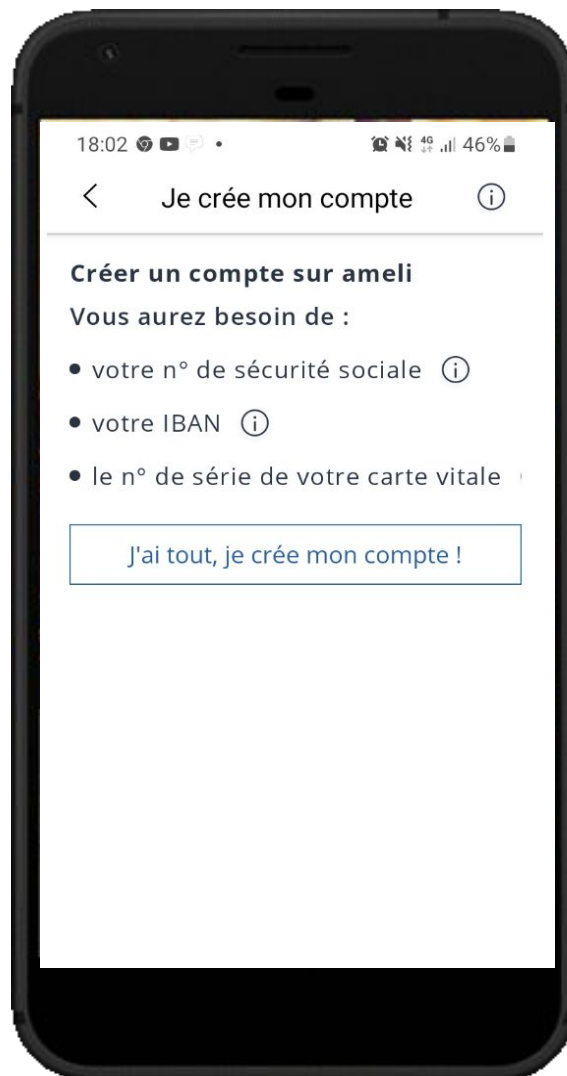 18:02 4G 46%
Je crée mon compte
Créer un compte sur ameli
Vous aurez besoin de :
• votre n° de sécurité sociale
• votre IBAN
• le n° de série de votre carte vitale
J'ai tout, je crée mon compte !